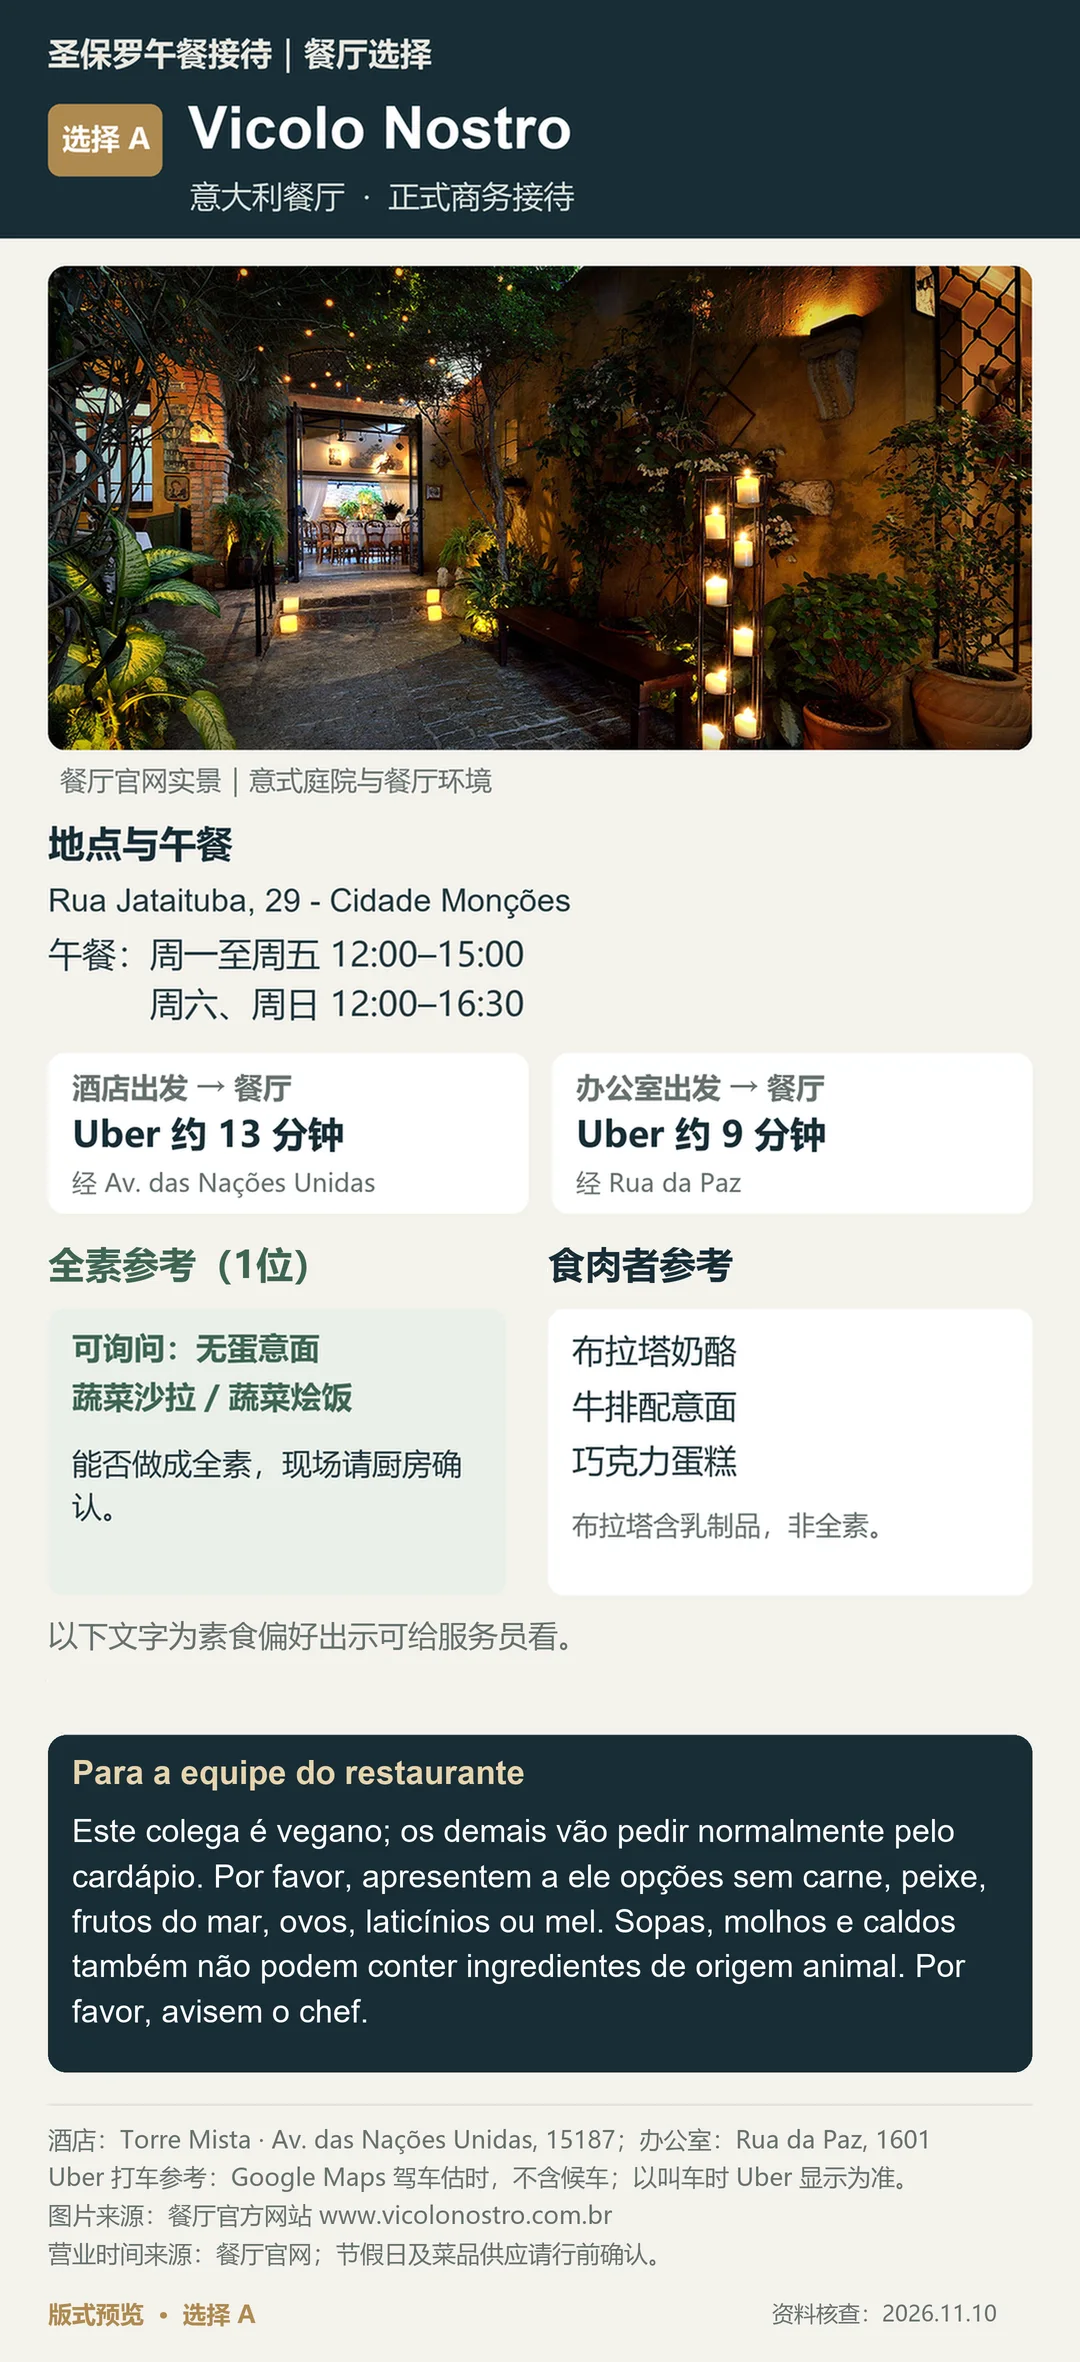 圣保罗午餐接待｜餐厅选择
选择 A
Vicolo Nostro
意大利餐厅 · 正式商务接待
餐厅官网实景｜意式庭院与餐厅环境
地点与午餐
Rua Jataituba, 29 - Cidade Monções
午餐：周一至周五 12:00–15:00
周六、周日 12:00–16:30
酒店出发 → 餐厅
Uber 约 13 分钟
经 Av. das Nações Unidas
办公室出发 → 餐厅
Uber 约 9 分钟
经 Rua da Paz
全素参考（1位）
可询问：无蛋意面
蔬菜沙拉 / 蔬菜烩饭
能否做成全素，现场请厨房确
认。
食肉者参考
布拉塔奶酪
牛排配意面
巧克力蛋糕
布拉塔含乳制品，非全素。
以下文字为素食偏好出示可给服务员看。
Para a equipe do restaurante
Este colega é vegano; os demais vão pedir normalmente pelo
cardápio. Por favor, apresentem a ele opções sem carne, peixe,
frutos do mar, ovos, laticínios ou mel. Sopas, molhos e caldos
também não podem conter ingredientes de origem animal. Por
favor, avisem o chef.
酒店：Torre Mista · Av. das Nações Unidas, 15187；办公室：Rua da Paz, 1601
Uber 打车参考：Google Maps 驾车估时，不含候车；以叫车时 Uber 显示为准。
图片来源：餐厅官方网站 www.vicolonostro.com.br
营业时间来源：餐厅官网；节假日及菜品供应请行前确认。
版式预览 • 选择 A
资料核查：2026.11.10